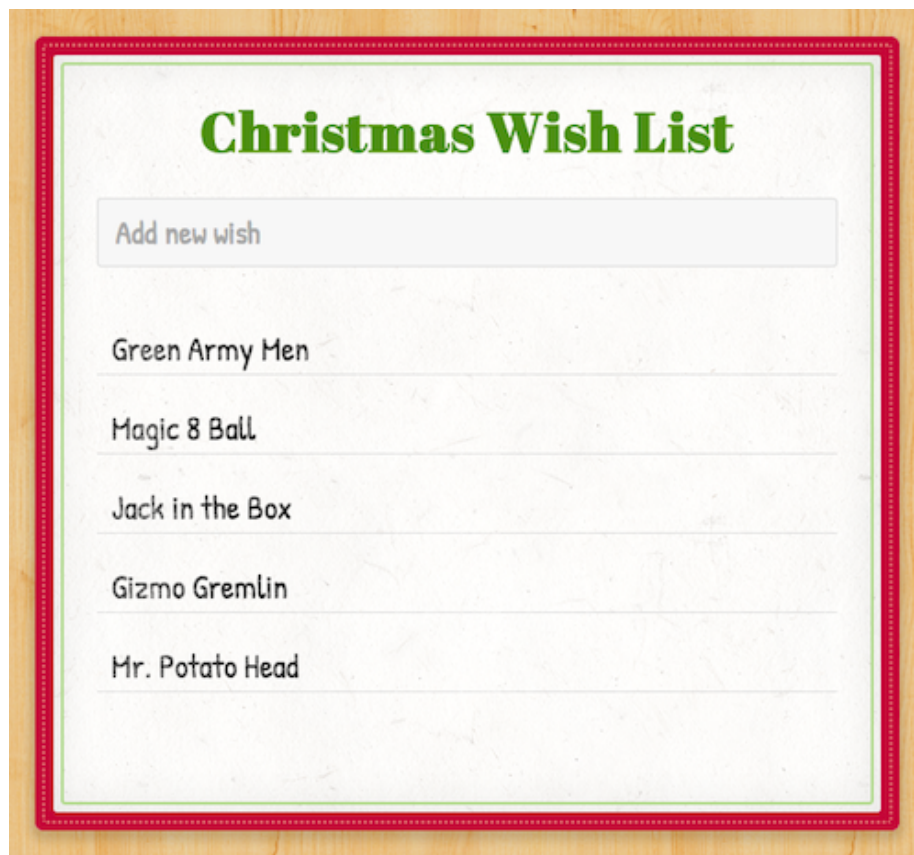 Christmas Wish List
Add new wish
Green Army Men
Magic 8 Ball
Jack in the Box
Gizmo Gremlin
Mr. Potato Head